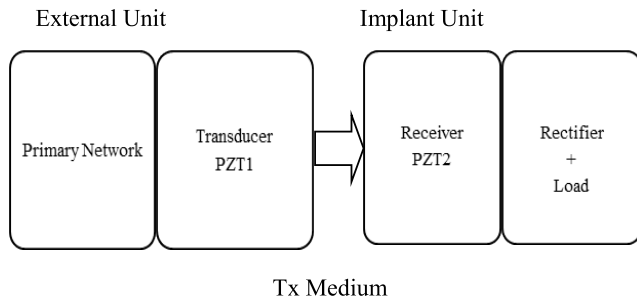 External Unit
Implant Unit
Primary Network
Transducer
PZT1
Receiver
PZT2
Rectifier
+
Load
Tx Medium